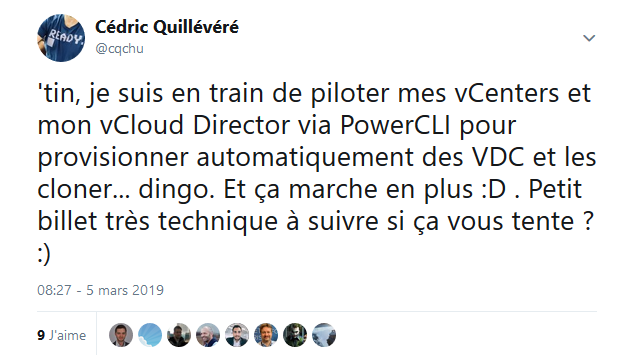 READY.
Cédric Quillévéré
@cqchu
'tin, je suis en train de piloter mes vCenters et
mon vCloud Director via PowerCLI pour
provisionner automatiquement des VDC et les
cloner... dingo. Et ça marche en plus :D . Petit
billet très technique à suivre si ça vous tente ?
:)
08:27 - 5 mars 2019
9 J'aime